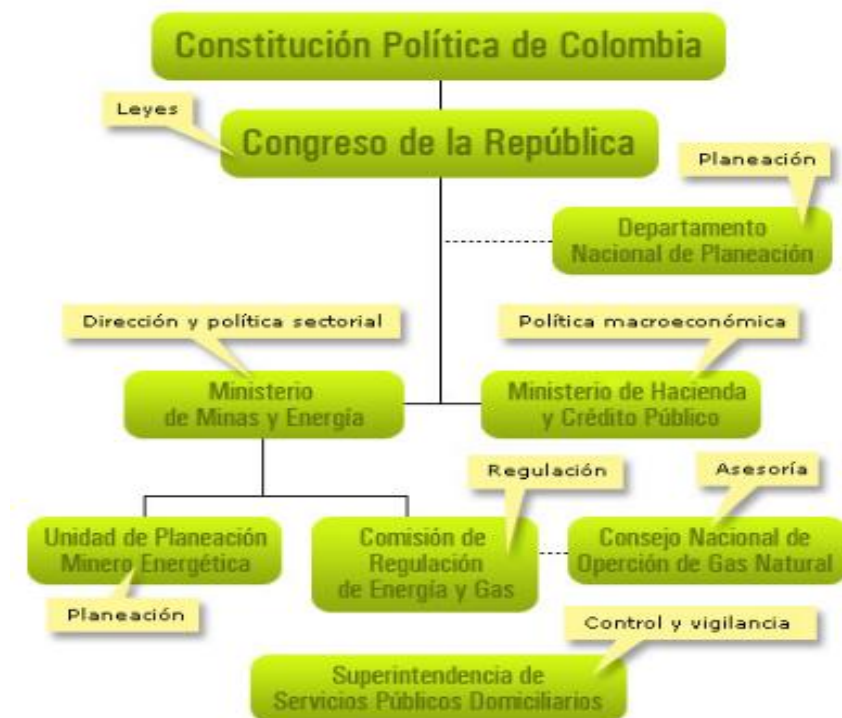 Constitución Política de Colombia
Leyes
Congreso de la República
Planeación
Departamento
Nacional de Planeación
Dirección y política sectorial
Política macroeconómica
Ministerio
de Minas y Energía
Ministerio de Hacienda
y Crédito Público
Regulación
Asesoría
Unidad de Planeación
Minero Energética
Comisión de
Regulación
de Energía y Gas
Consejo Nacional de
Operción de Gas Natural
Planeación
Control y vigilancia
Superintendencia de
Servicios Públicos Domiciliarios